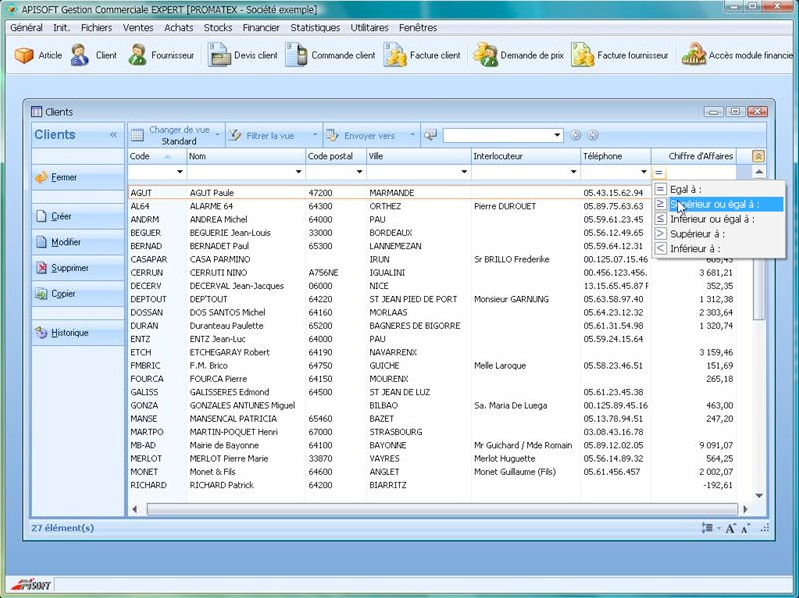 APISOFT Gestion Commerciale EXPERT [PROMATEX - Société exemple]
Général Init. Fichiers Ventes Achats Stocks Financier Statistiques Utilitaires Fenêtres
Article Client Fournisseur Devis client Commande client Facture client Demande de prix Facture fournisseur Accès module financie
Clients
Clients «
Changer de vue
Standard
Filtrer la vue
Envoyer vers
Code Nom Code postal Ville Interlocuteur Téléphone Chiffre d'Affaires
=
Fermer
Créer
Modifier
Supprimer
Copier
Historique
= Egal à :
≥ Supérieur ou égal à :
≤ Inférieur ou égal à :
> Supérieur à :
< Inférieur à :
AGUT AGUT Paule 47200 MARMANDE 05.43.15.62.94
AL64 ALARME 64 64300 ORTHEZ Pierre DUROUET 05.89.75.63.63
ANDRM ANDREA Michel 64000 PAU 05.59.61.23.45
BEGUER BEGUERIE Jean-Louis 33000 BORDEAUX 05.56.12.49.65
BERNAD BERNADET Paul 65300 LANNEMEZAN 05.59.64.12.31
CASAPAR CASA PARMINO IRUN Sr BRILLO Frederike 00.125.07.15.46 605,43
CERRUN CERRUTI NINO A756NE IGUALINI 00.456.123.456. 3 681,21
DECERV DECERVAL Jean-Jacques 06000 NICE 13.15.65.45.87 F 352,35
DEPTOUT DEP'TOUT 64220 ST JEAN PIED DE PORT Monsieur GARNUNG 05.63.58.97.40 1 312,38
DOSSAN DOS SANTOS Michel 64160 MORLAAS 05.64.23.12.32 2 303,64
DURAN Duranteau Paulette 65200 BAGNERES DE BIGORRE 05.61.31.54.98 1 320,74
ENTZ ENTZ Jean-Luc 64000 PAU 05.59.24.15.64
ETCH ETCHEGARAY Robert 64190 NAVARRENX 3 159,46
FMBRIC F.M. Brico 64750 GUICHE Melle Laroque 05.58.23.46.51 151,69
FOURCA FOURCA Pierre 64150 MOURENX 265,18
GALISS GALISSERES Edmond 64500 ST JEAN DE LUZ 05.61.23.45.38
GONZA GONZALES ANTUNES Miguel BILBAO Sa. Maria De Luega 00.125.89.45.16 463,00
MANSE MANSENCAL PATRICIA 65460 BAZET 05.13.78.94.51 247,20
MARTPO MARTIN-POQUET Henri 67000 STRASBOURG 03.08.43.16.78
MB-AD Mairie de Bayonne 64100 BAYONNE Mr Guichard / Mde Romain 05.89.12.02.05 9 091,07
MERLOT MERLOT Pierre Marie 33870 VAYRES Merlot Huguette 05.56.14.89.32 564,25
MONET Monet & Fils 64600 ANGLET Monet Guillaume (Fils) 05.61.456.457 2 002,07
RICHARD RICHARD Patrick 64200 BIARRITZ -192,61
27 élément(s)
A A
APISOFT